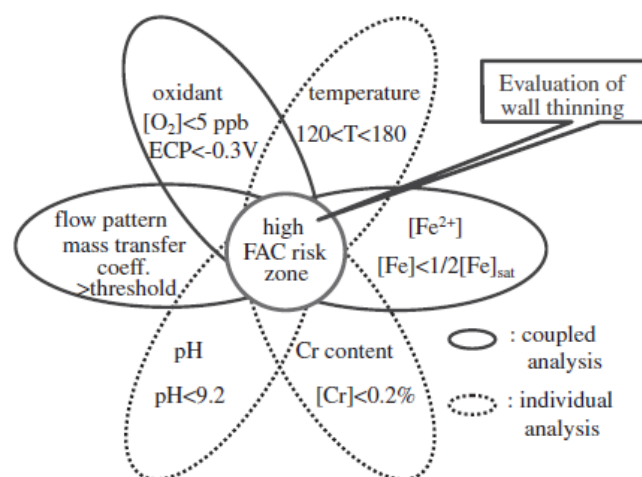 oxidant
[O₂]<5 ppb
ECP<-0.3V
temperature
120<T<180
Evaluation of
wall thinning
flow pattern
mass transfer
coeff.
>threshold
high
FAC risk
zone
[Fe²⁺]
[Fe]<1/2[Fe]sat
pH
pH<9.2
Cr content
[Cr]<0.2%
: coupled
analysis
: individual
analysis